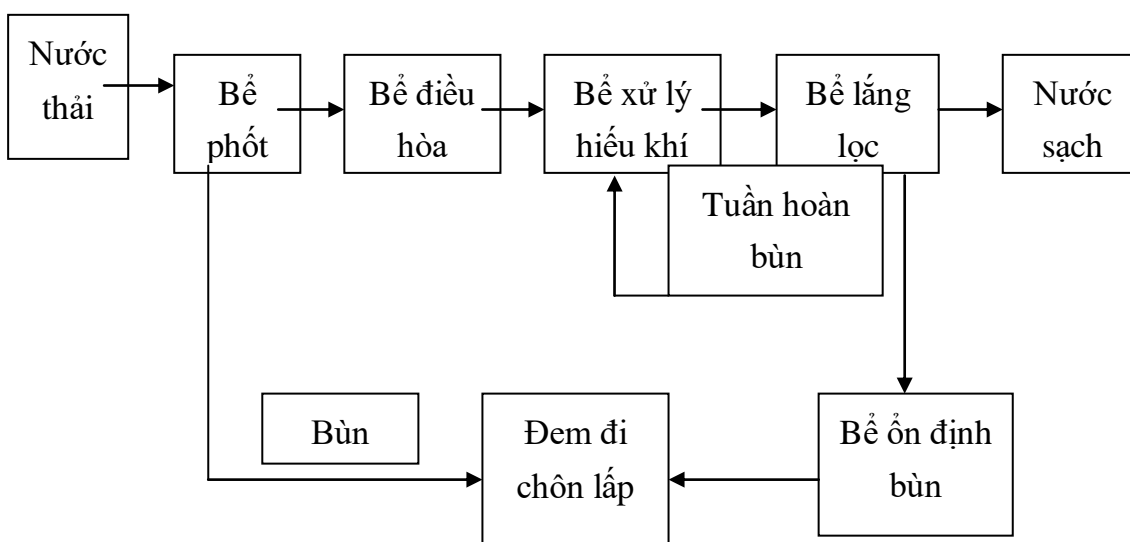 Nước
thải
Bể
phốt
Bể điều
hòa
Bể xử lý
hiếu khí
Bể lắng
lọc
Nước
sạch
Tuần hoàn
bùn
Bùn
Đem đi
chôn lấp
Bể ổn định
bùn